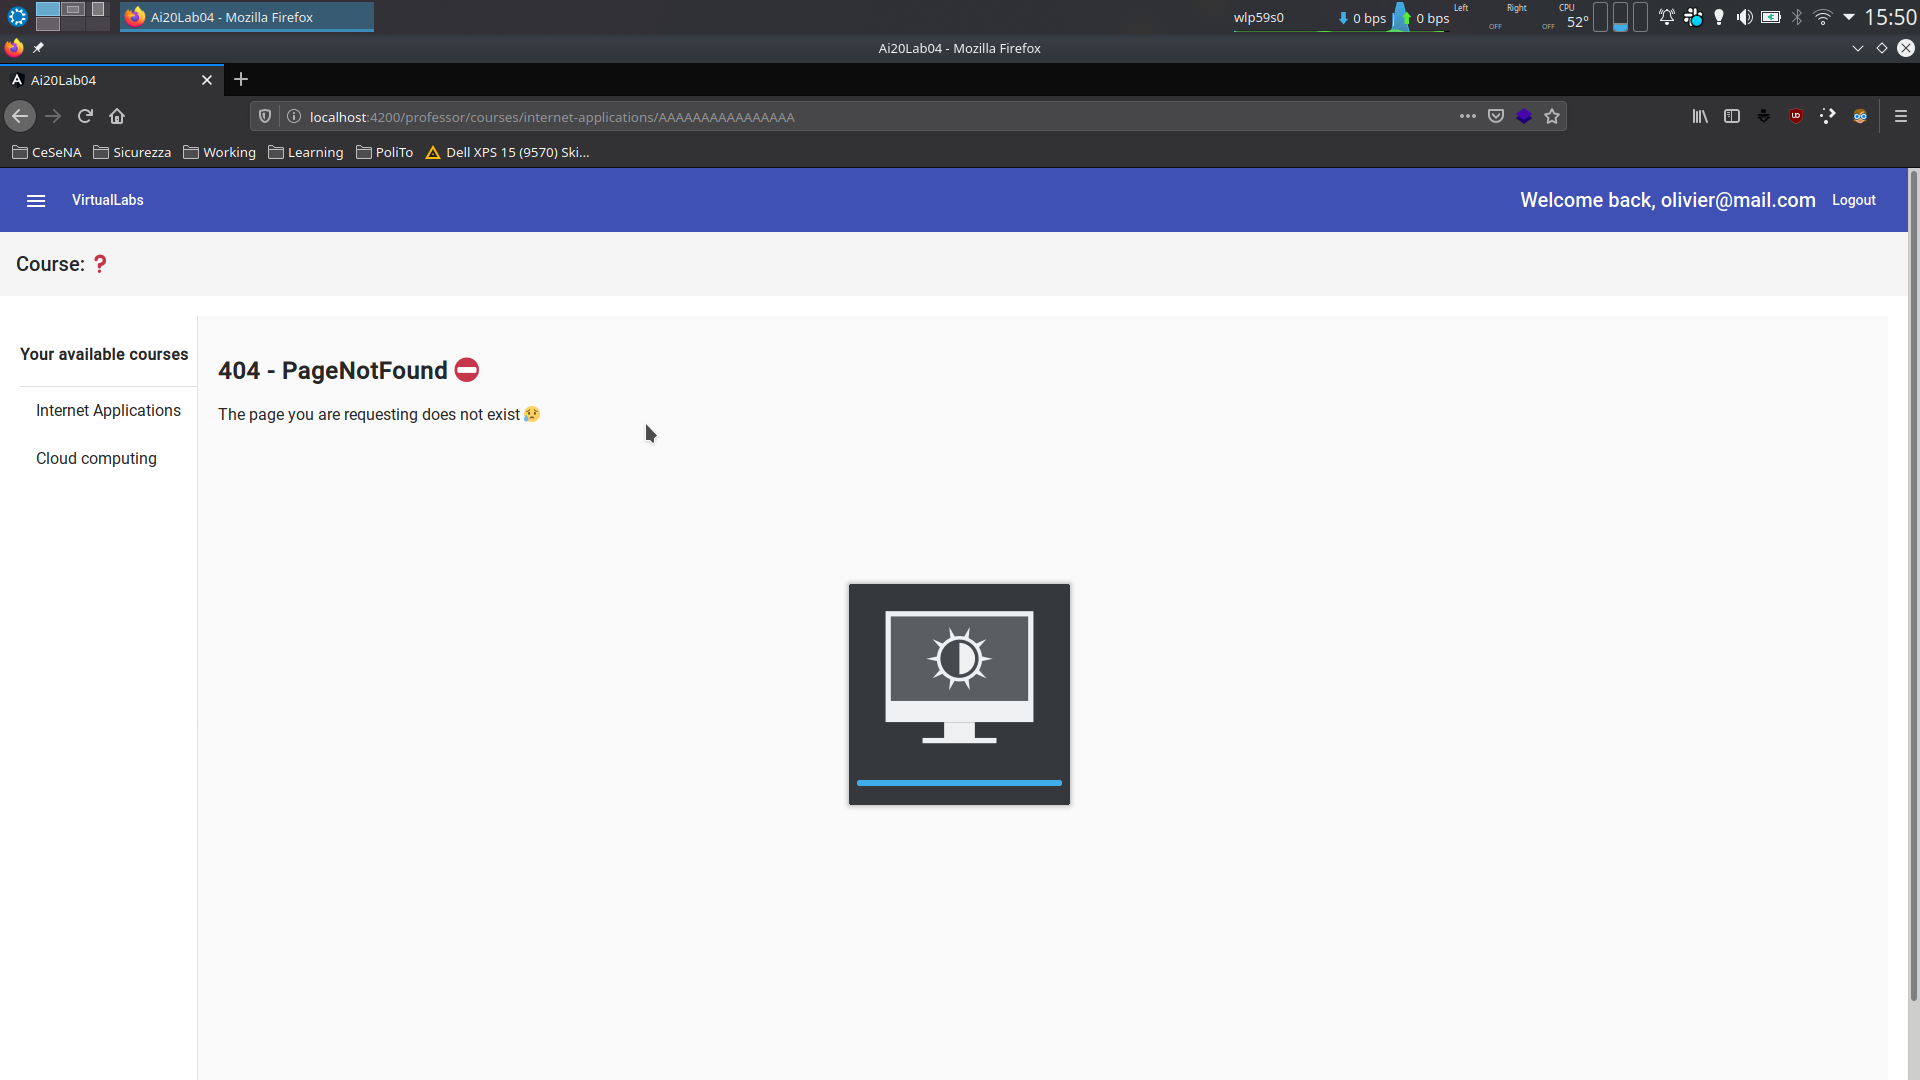 Ai20Lab04 - Mozilla Firefox
wlp59s0
0 bps
0 bps
Left
OFF
Right
OFF
CPU
52°
15:50
Ai20Lab04 - Mozilla Firefox
Ai20Lab04
localhost:4200/professor/courses/internet-applications/AAAAAAAAAAAAAAAA
CeSeNA
Sicurezza
Working
Learning
PoliTo
Dell XPS 15 (9570) Ski...
VirtualLabs
Welcome back, olivier@mail.com
Logout
Course: ❓
Your available courses
Internet Applications
Cloud computing
404 - PageNotFound ⛔
The page you are requesting does not exist 😥